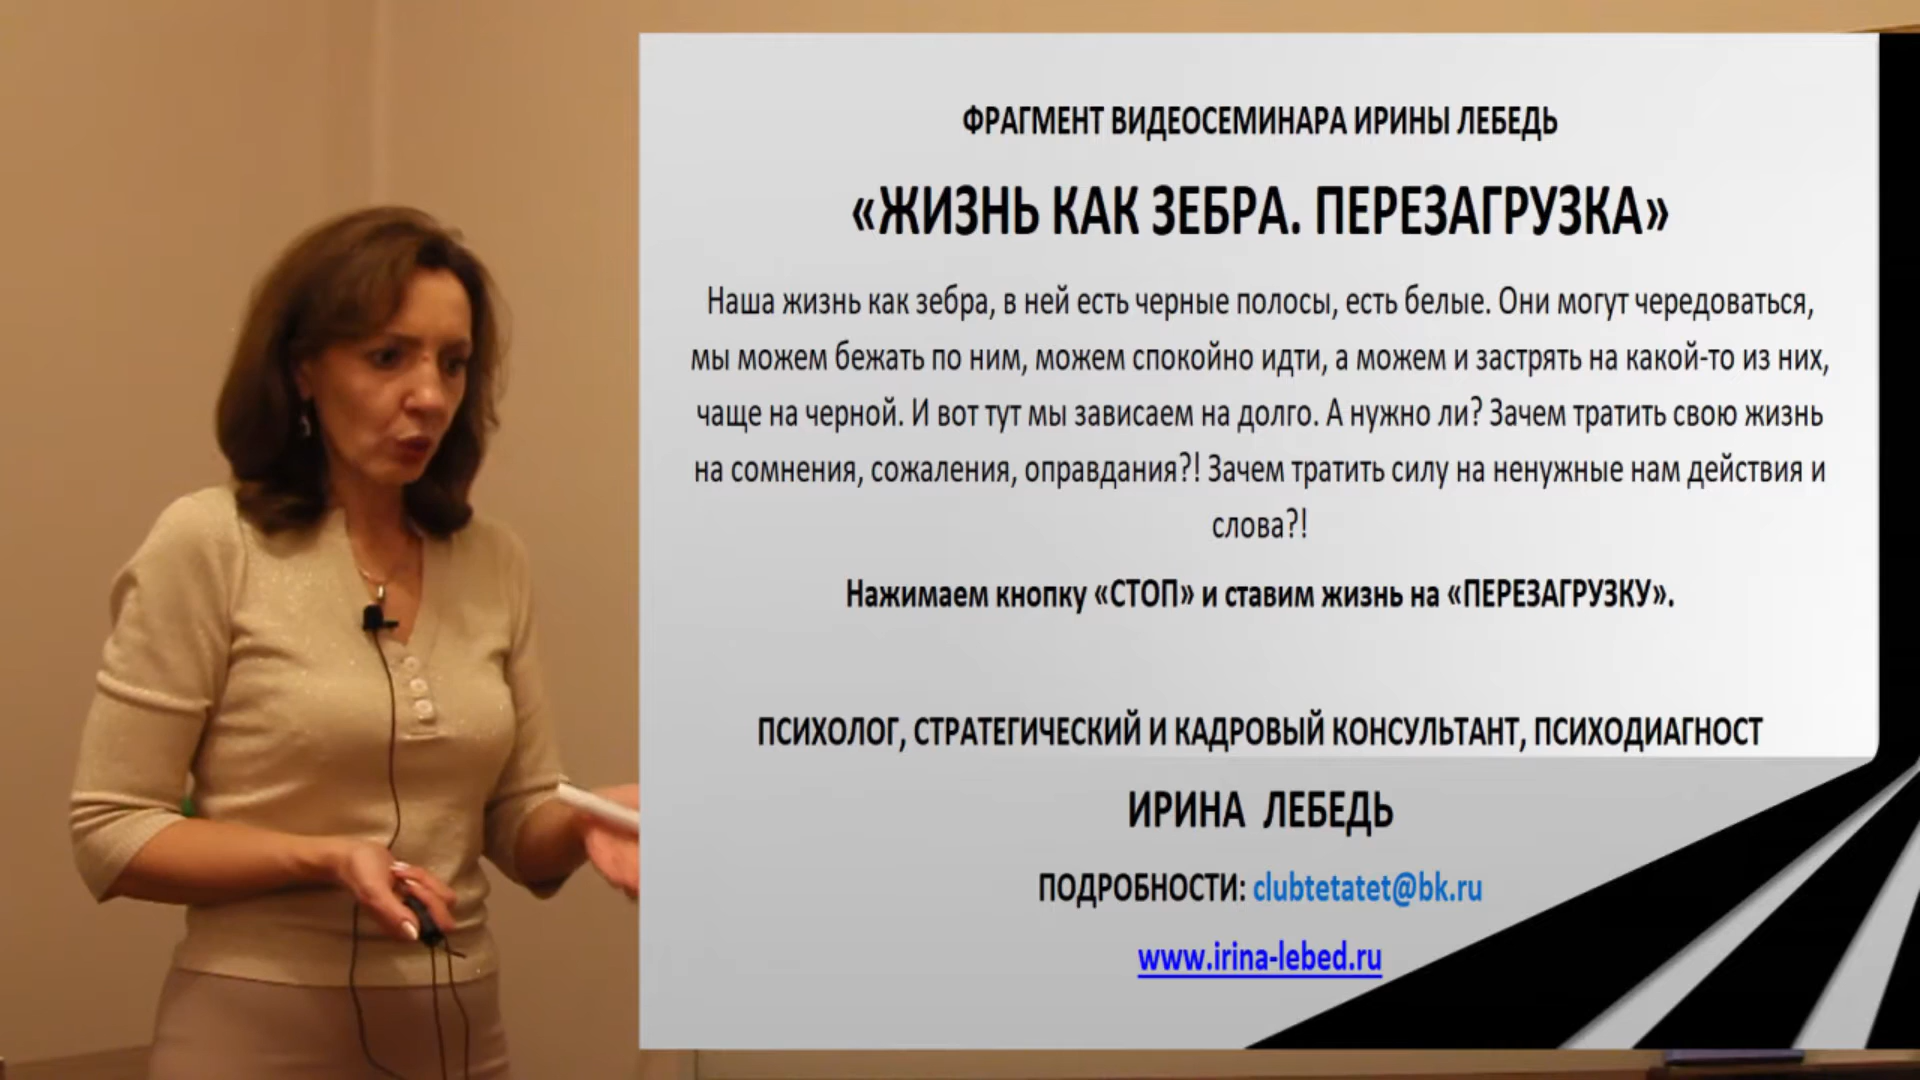 ФРАГМЕНТ ВИДЕОСЕМИНАРА ИРИНЫ ЛЕБЕДЬ
«ЖИЗНЬ КАК ЗЕБРА. ПЕРЕЗАГРУЗКА»
Наша жизнь как зебра, в ней есть черные полосы, есть белые. Они могут чередоваться,
мы можем бежать по ним, можем спокойно идти, а можем и застрять на какой-то из них,
чаще на черной. И вот тут мы зависаем на долго. А нужно ли? Зачем тратить свою жизнь
на сомнения, сожаления, оправдания?! Зачем тратить силу на ненужные нам действия и
слова?!
Нажимаем кнопку «СТОП» и ставим жизнь на «ПЕРЕЗАГРУЗКУ».
ПСИХОЛОГ, СТРАТЕГИЧЕСКИЙ И КАДРОВЫЙ КОНСУЛЬТАНТ, ПСИХОДИАГНОСТ
ИРИНА ЛЕБЕДЬ
ПОДРОБНОСТИ: clubtetatet@bk.ru
www.irina-lebed.ru